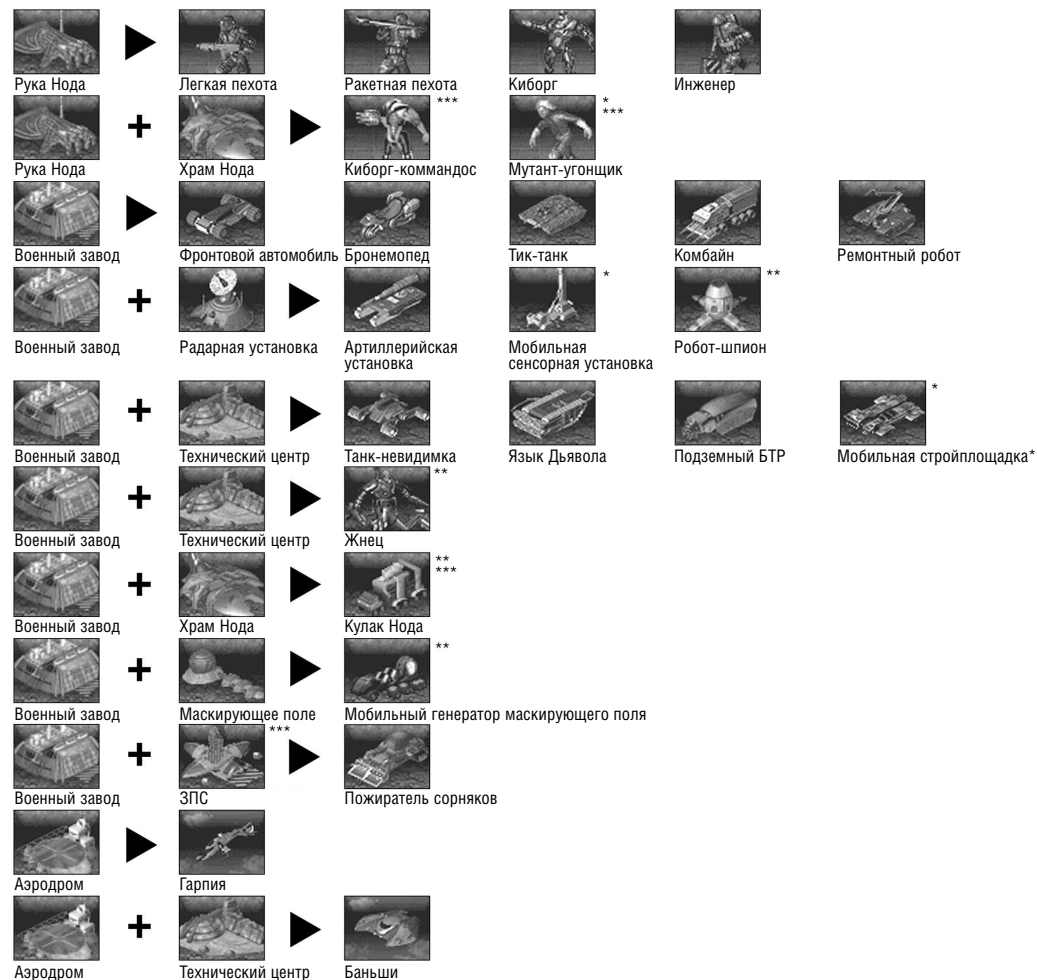 Рука Нода Легкая пехота Ракетная пехота Киборг Инженер
*** *
***
Рука Нода Храм Нода Киборг-коммандос Мутант-угонщик
Военный завод Фронтовой автомобиль Бронемопед Тик-танк Комбайн Ремонтный робот
* **
Военный завод Радарная установка Артиллерийская Мобильная Робот-шпион
установка сенсорная установка
*
Военный завод Технический центр Танк-невидимка Язык Дьявола Подземный БТР Мобильная стройплощадка*
**
Военный завод Технический центр Жнец
**
***
Военный завод Храм Нода Кулак Нода
**
Военный завод Маскирующее поле Мобильный генератор маскирующего поля
***
Военный завод ЗПС Пожиратель сорняков
Аэродром Гарпия
Аэродром Технический центр Баньши